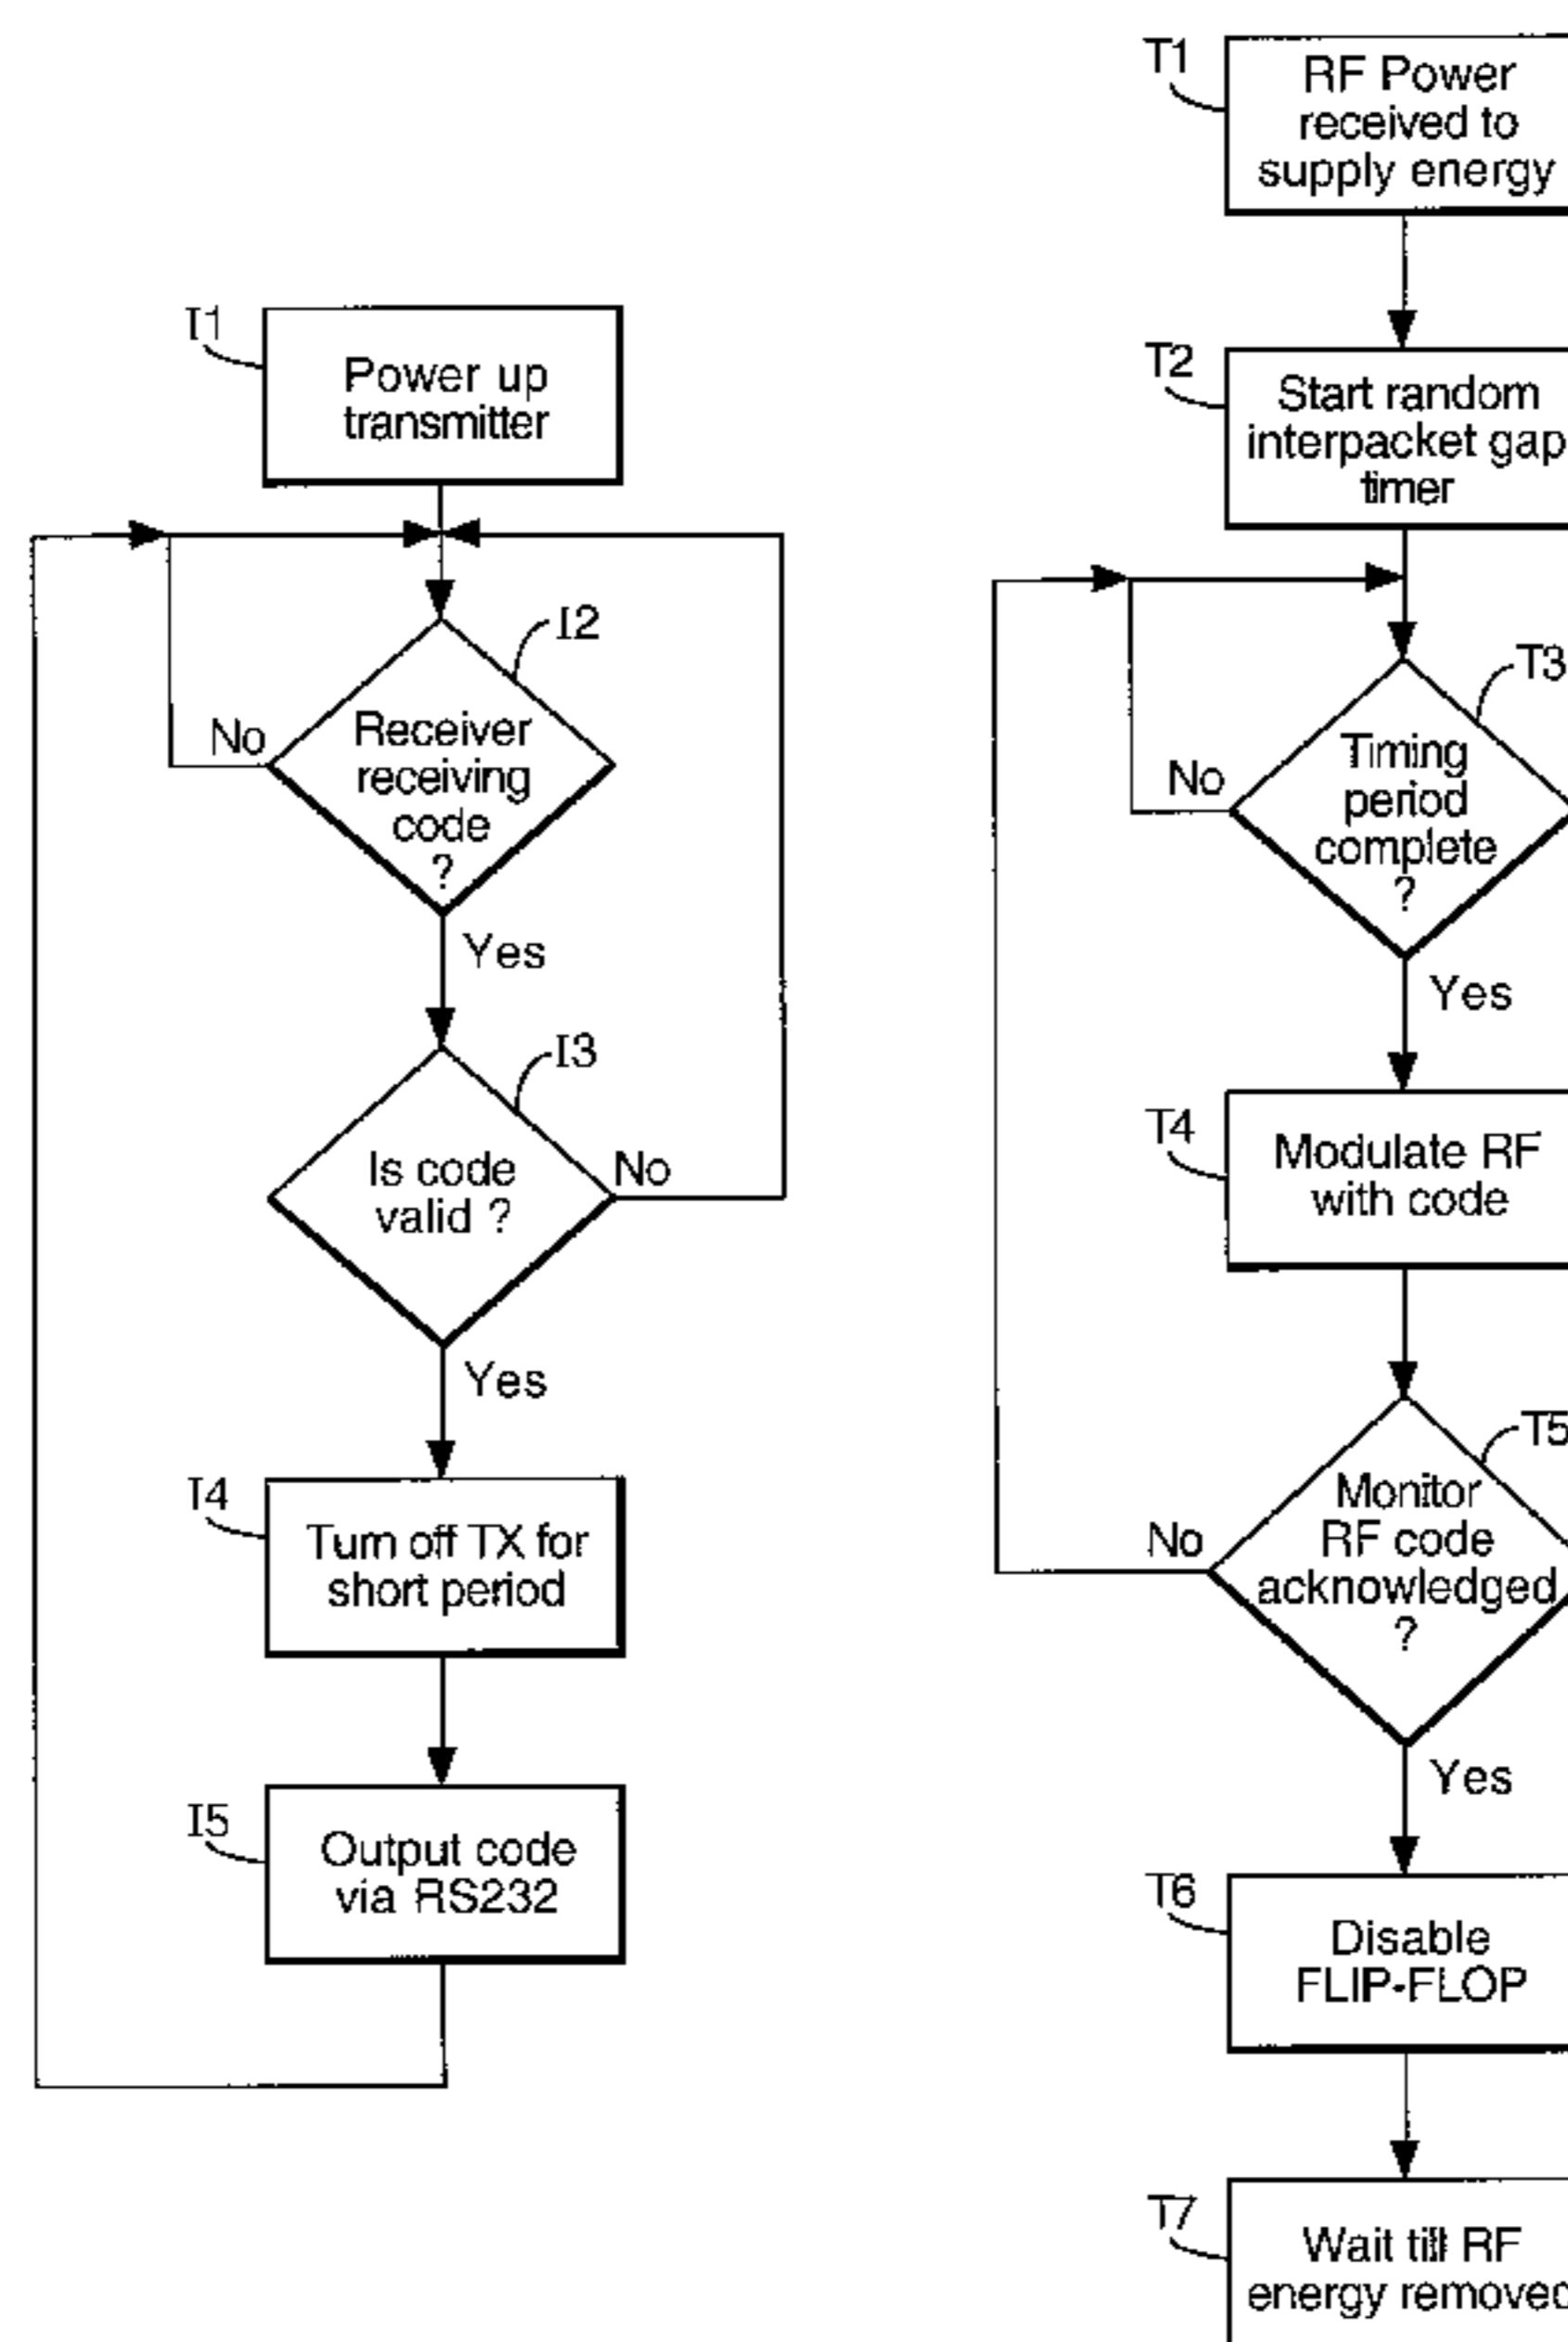 I1
Power up
transmitter
I2
Receiver
receiving
code
?
No
Yes
I3
Is code
valid ?
No
Yes
I4
Turn off TX for
short period
I5
Output code
via RS232
T1
RF Power
received to
supply energy
T2
Start random
interpacket gap
timer
T3
Timing
period
complete
?
No
Yes
T4
Modulate RF
with code
T5
Monitor
RF code
acknowledged
?
No
Yes
T6
Disable
FLIP-FLOP
T7
Wait till RF
energy removed